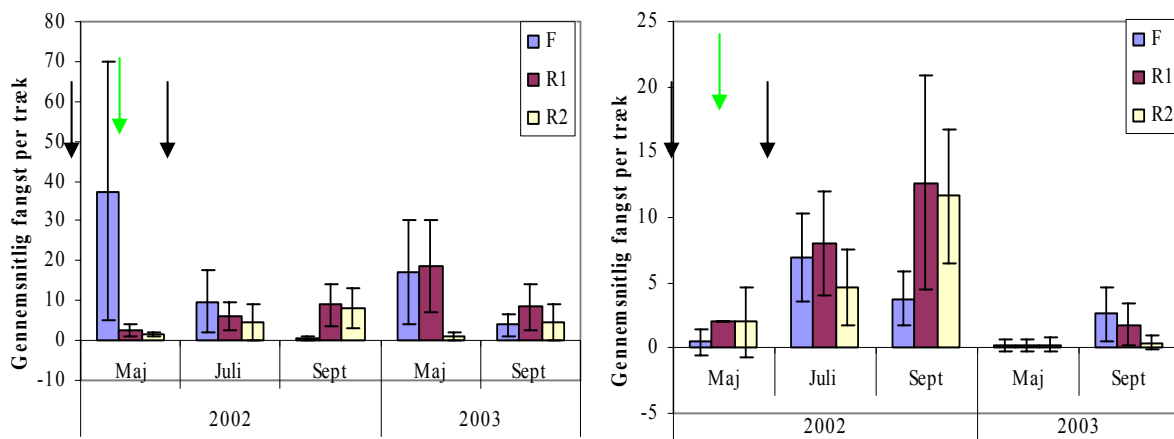 Gennemsnitlig fangst per træk
80
70
60
50
40
30
20
10
0
-10
F
R1
R2
Maj
Juli
Sept
Maj
Sept
2002
2003
Gennemsnitlig fangst per træk
25
20
15
10
5
0
-5
F
R1
R2
Maj
Juli
Sept
Maj
Sept
2002
2003